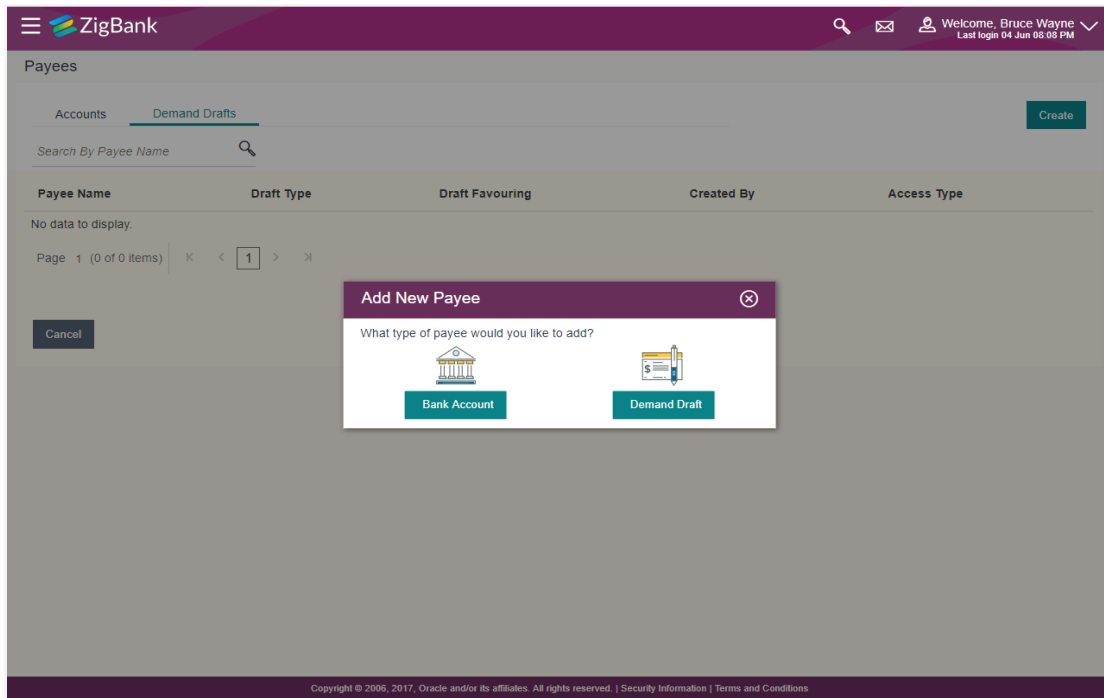 ZigBank
Welcome, Bruce Wayne
Last login 04 Jun 08:08 PM
Payees
Accounts Demand Drafts Create
Search By Payee Name
Payee Name Draft Type Draft Favouring Created By Access Type
No data to display.
Page 1 (0 of 0 items) K < 1 > >|
Add New Payee
What type of payee would you like to add?
$
Cancel
Bank Account Demand Draft
Copyright © 2006, 2017, Oracle and/or its affiliates. All rights reserved. | Security Information | Terms and Conditions